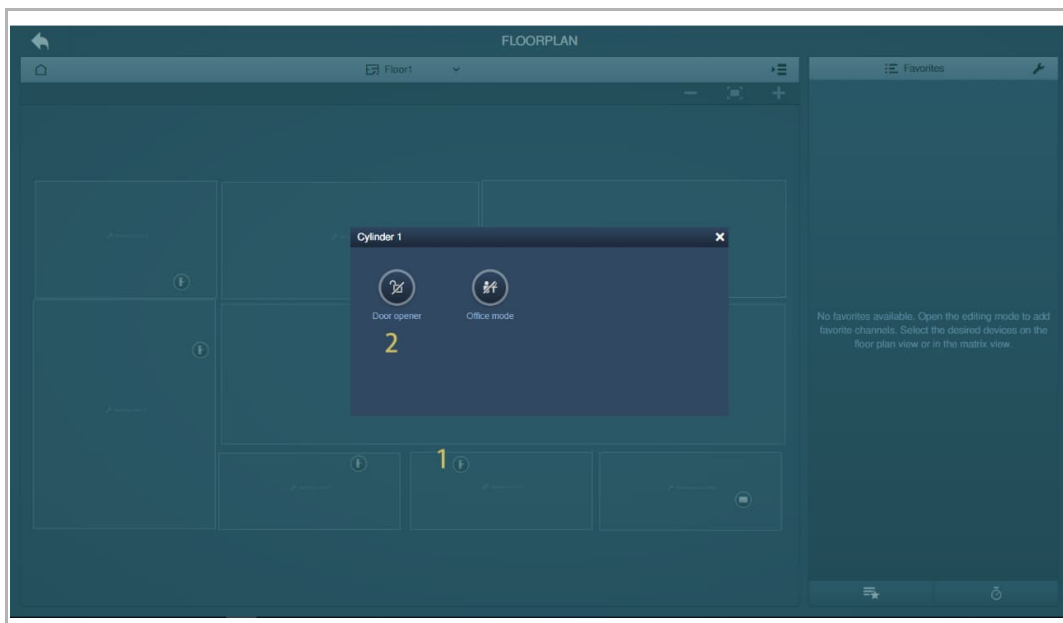 FLOORPLAN
Floor1
Favorites
Cylinder 1
Door opener
Office mode
2
1
No favorites available. Open the editing mode to add
favorite channels. Select the desired devices on the
floor plan view or in the matrix view.